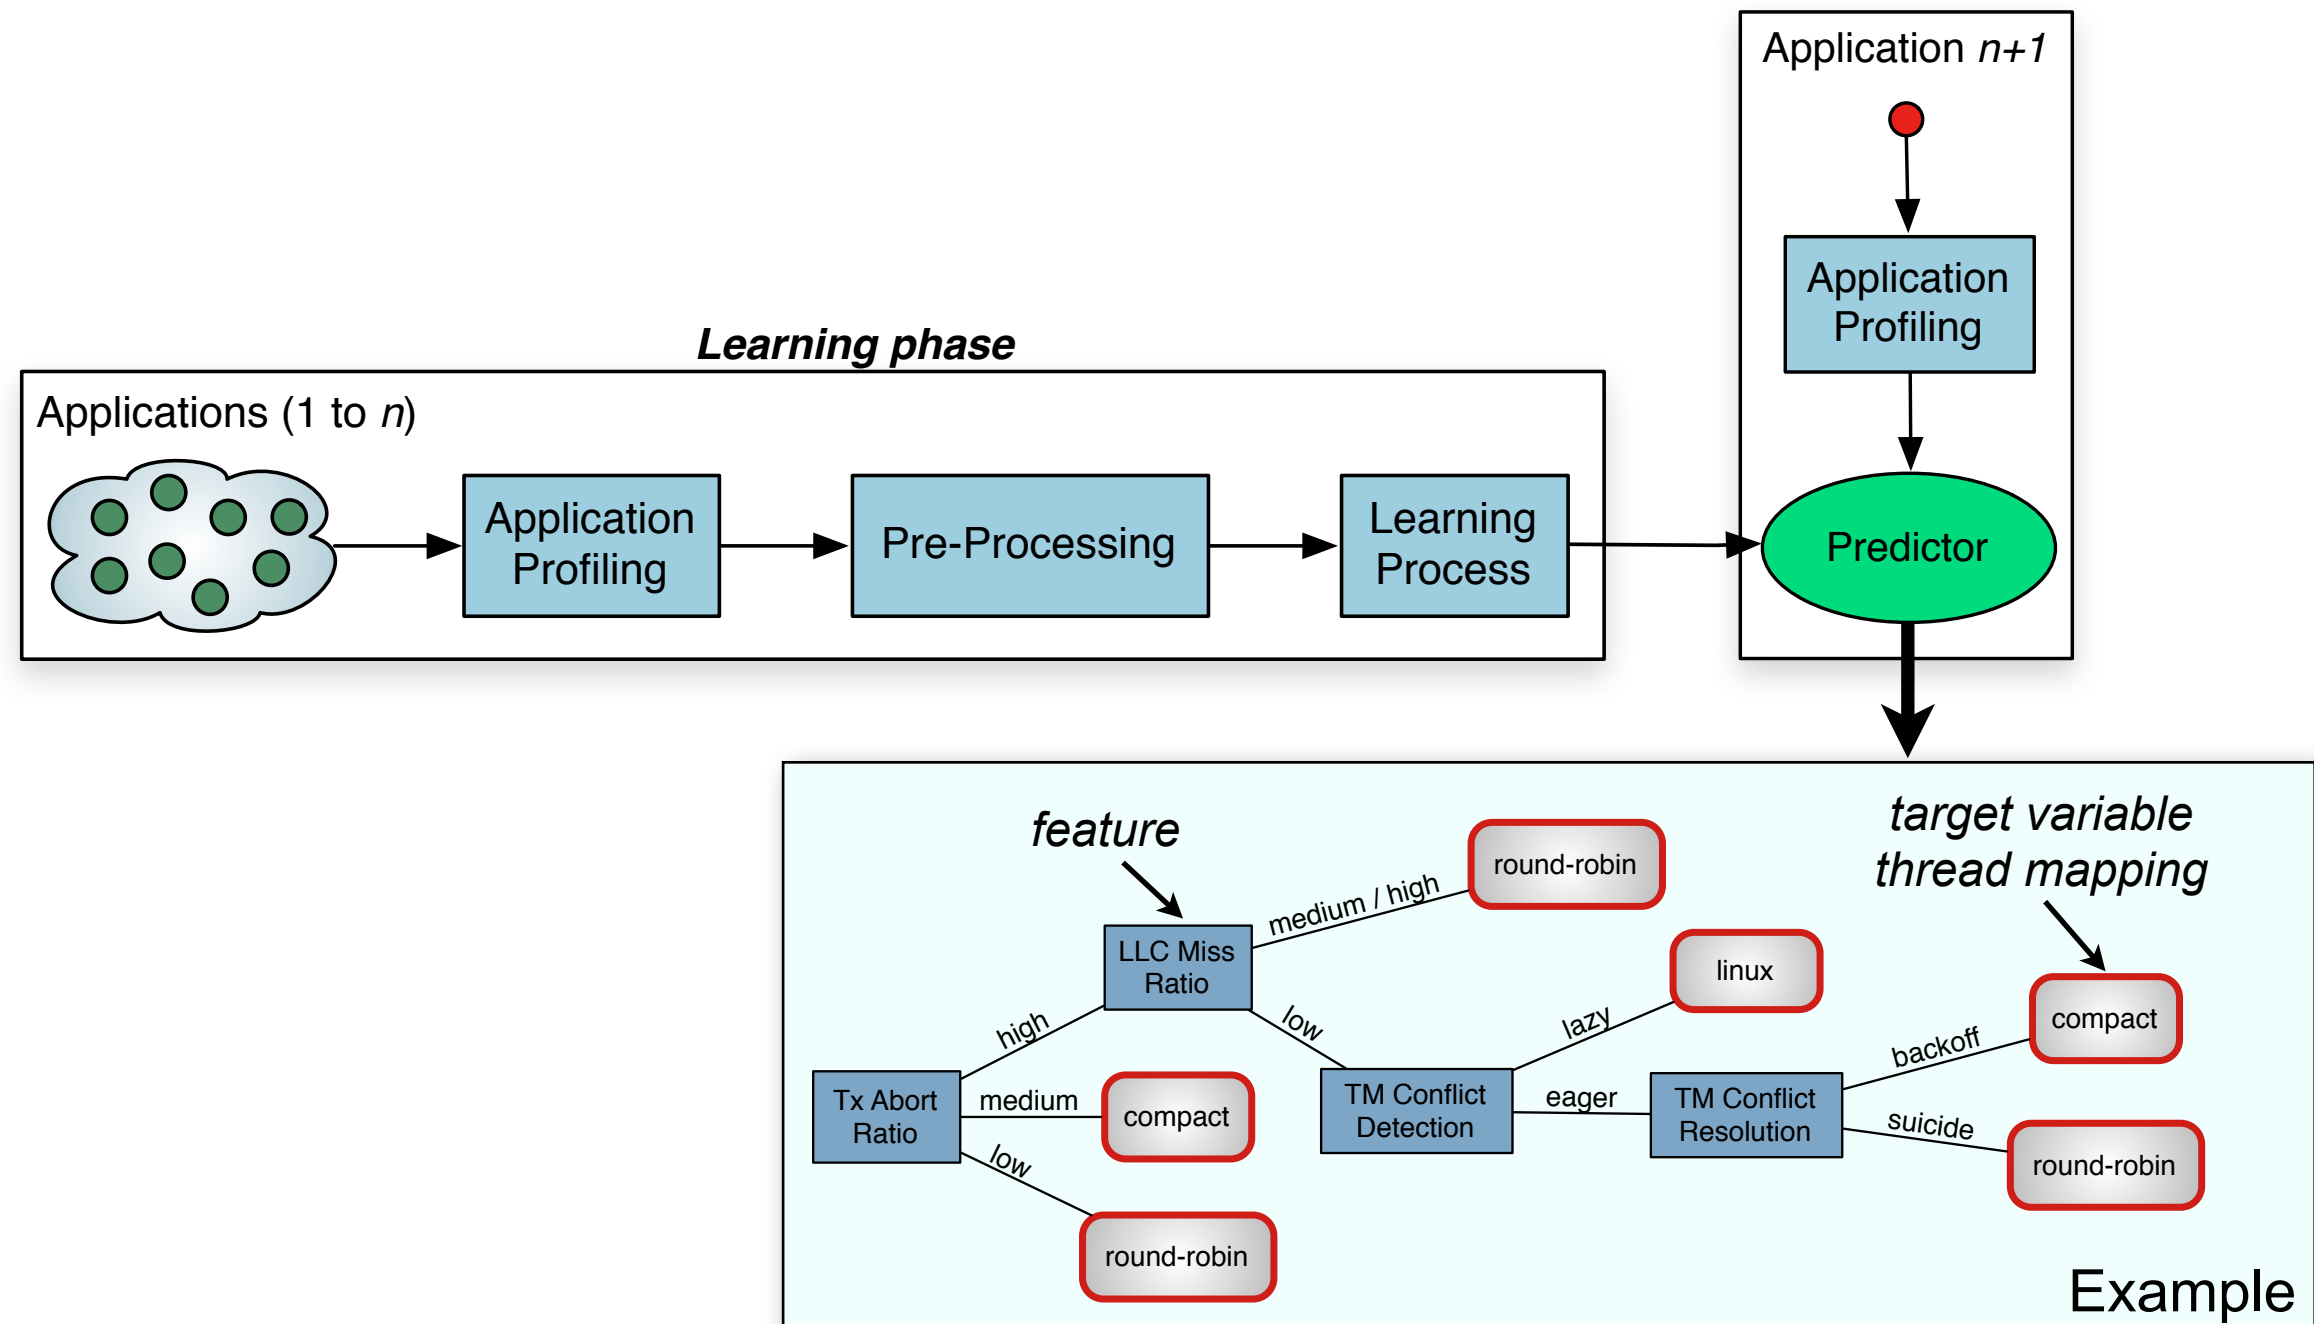 Application n+1
Application
Profiling
Learning phase
Applications (1 to n)
Application
Profiling
Pre-Processing
Learning
Process
Predictor
feature
target variable
thread mapping
round-robin
medium / high
LLC Miss
Ratio
linux
compact
high
low
lazy
backoff
Tx Abort
Ratio
medium
compact
TM Conflict
Detection
eager
TM Conflict
Resolution
suicide
low
round-robin
round-robin
Example